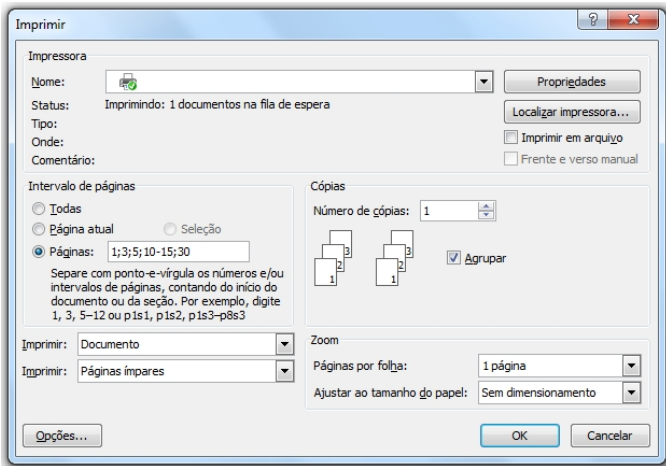 Imprimir
Impressora
Nome:
Propriedades
Status: Imprimindo: 1 documentos na fila de espera
Localizar impressora...
Tipo:
Onde:
Imprimir em arquivo
Comentário:
Frente e verso manual
Intervalo de páginas
Todas
Página atual
Seleção
Páginas: 1;3;5;10-15;30
Separe com ponto-e-vírgula os números e/ou
intervalos de páginas, contando do início do
documento ou da seção. Por exemplo, digite
1, 3, 5–12 ou p1s1, p1s2, p1s3–p8s3
Cópias
Número de cópias: 1
3 3
2 2
1 1
Agrupar
Imprimir: Documento
Imprimir: Páginas ímpares
Zoom
Páginas por folha: 1 página
Ajustar ao tamanho do papel: Sem dimensionamento
Opções...
OK
Cancelar